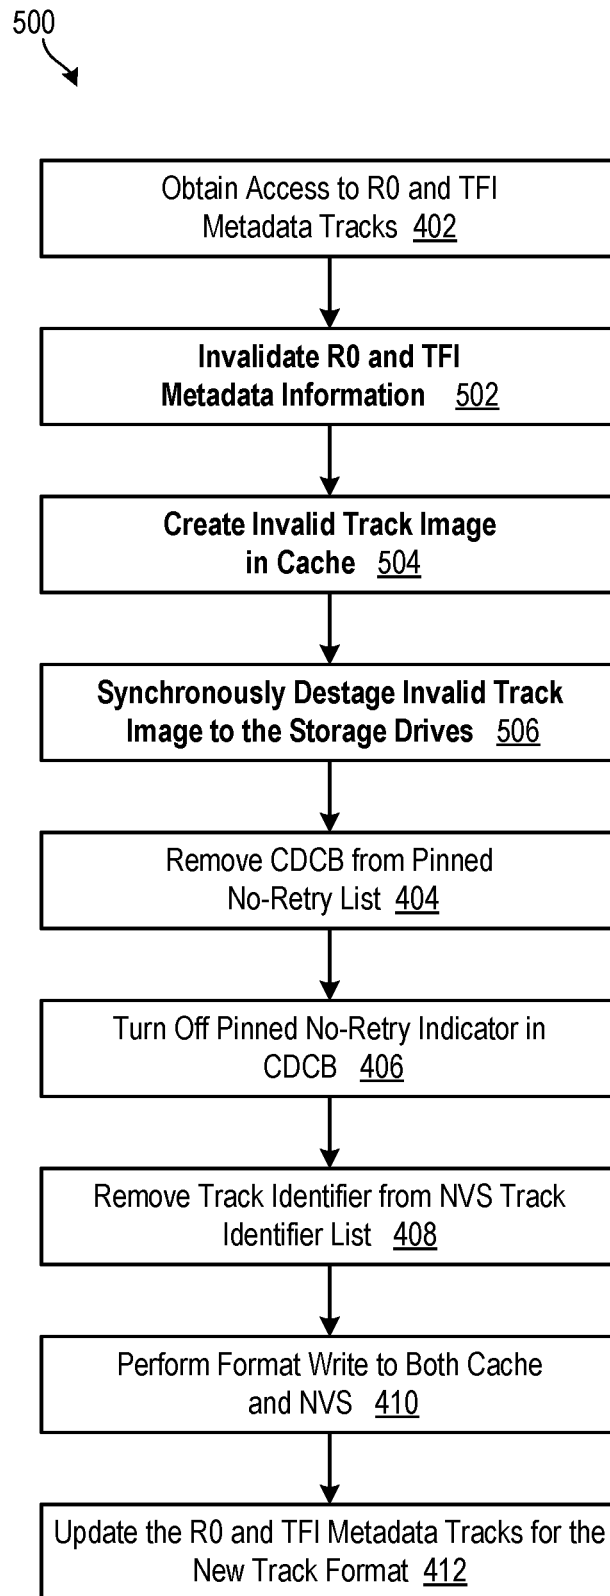 500
Obtain Access to R0 and TFI
Metadata Tracks 402
Invalidate R0 and TFI
Metadata Information 502
Create Invalid Track Image
in Cache 504
Synchronously Destage Invalid Track
Image to the Storage Drives 506
Remove CDCB from Pinned
No-Retry List 404
Turn Off Pinned No-Retry Indicator in
CDCB 406
Remove Track Identifier from NVS Track
Identifier List 408
Perform Format Write to Both Cache
and NVS 410
Update the R0 and TFI Metadata Tracks for the
New Track Format 412